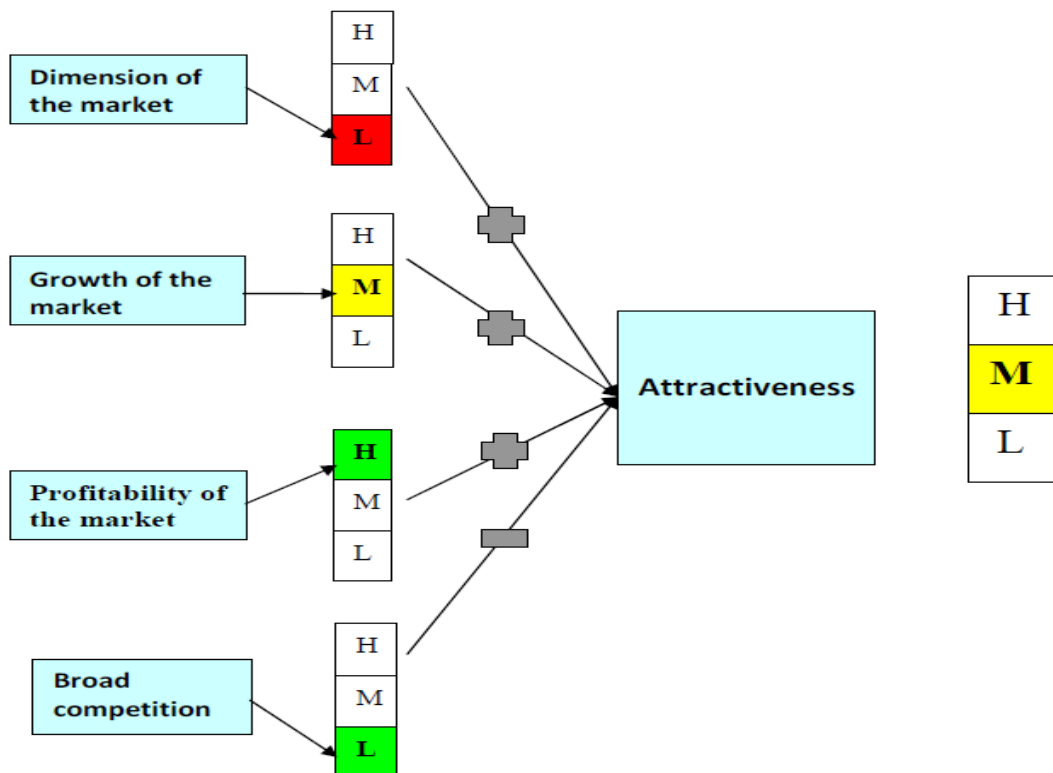 H
Dimension of
the market
M
L
H
Growth of the
market
M
L
H
M
L
Attractiveness
H
Profitability of
the market
M
L
H
Broad
competition
M
L